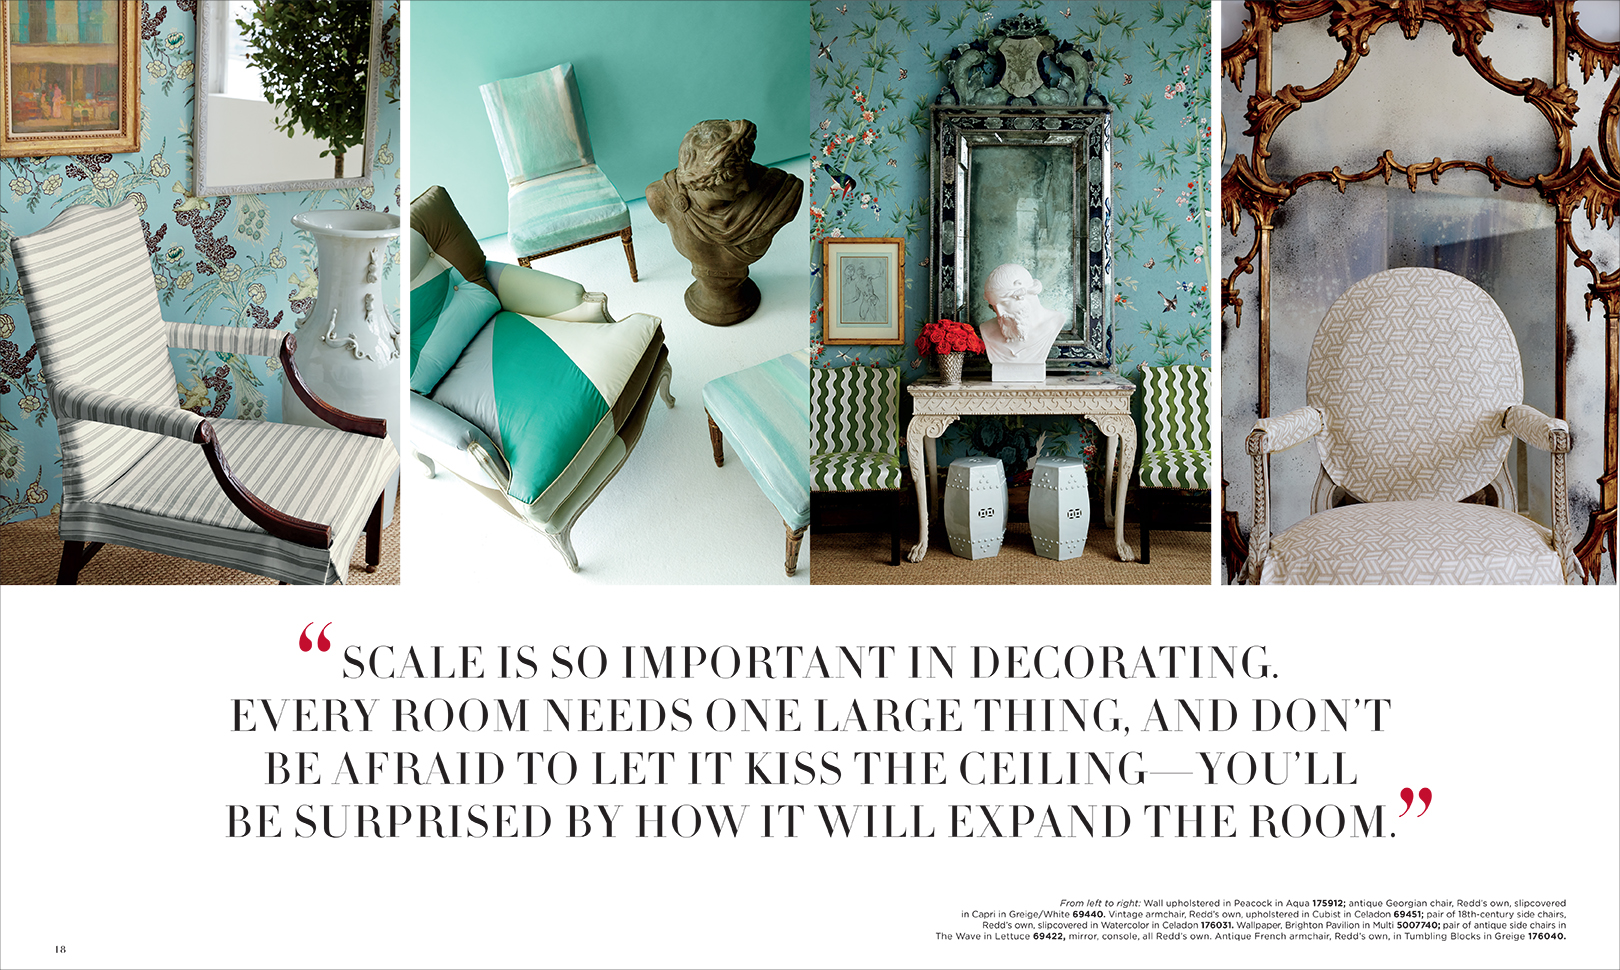 “SCALE IS SO IMPORTANT IN DECORATING.
EVERY ROOM NEEDS ONE LARGE THING, AND DON’T
BE AFRAID TO LET IT KISS THE CEILING—YOU’LL
BE SURPRISED BY HOW IT WILL EXPAND THE ROOM.”
From left to right: Wall upholstered in Peacock in Aqua 175912; antique Georgian chair, Redd’s own, slipcovered
in Capri in Greige/White 69440. Vintage armchair, Redd’s own, upholstered in Cubist in Celadon 69451; pair of 18th-century side chairs,
Redd’s own, slipcovered in Watercolor in Celadon 176031. Wallpaper, Brighton Pavilion in Multi 5007740; pair of antique side chairs in
The Wave in Lettuce 69422, mirror, console, all Redd’s own. Antique French armchair, Redd’s own, in Tumbling Blocks in Greige 176040.
18